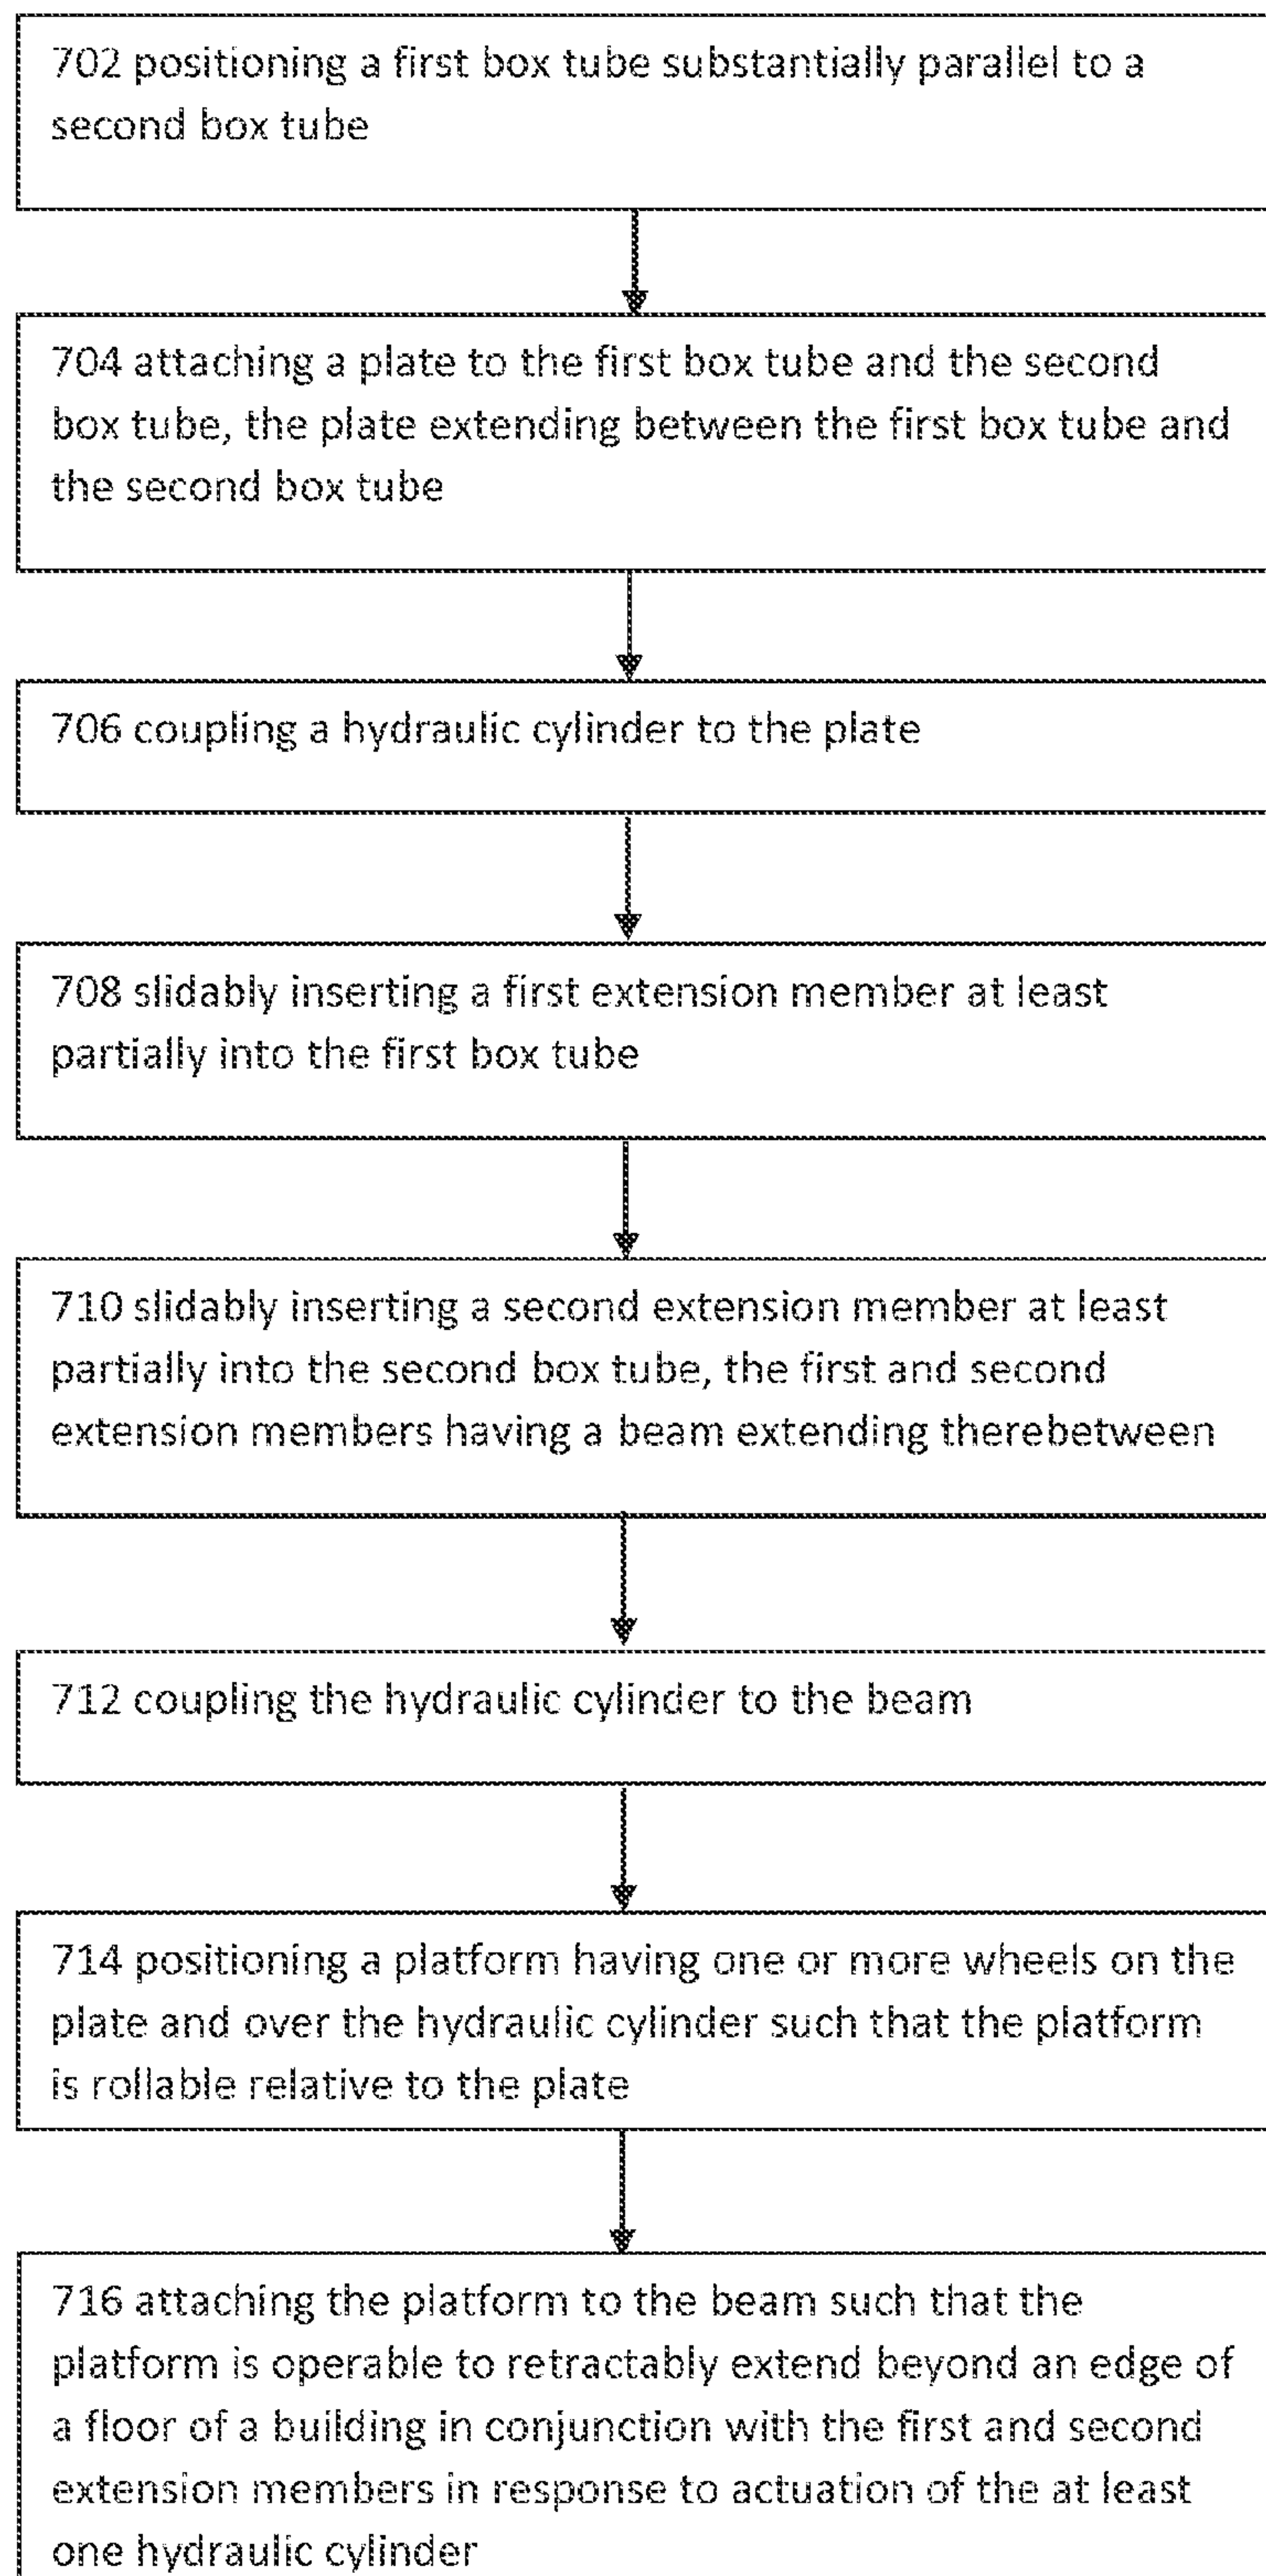 702 positioning a first box tube substantially parallel to a
second box tube
704 attaching a plate to the first box tube and the second
box tube, the plate extending between the first box tube and
the second box tube
706 coupling a hydraulic cylinder to the plate
708 slidably inserting a first extension member at least
partially into the first box tube
710 slidably inserting a second extension member at least
partially into the second box tube, the first and second
extension members having a beam extending therebetween
712 coupling the hydraulic cylinder to the beam
714 positioning a platform having one or more wheels on the
plate and over the hydraulic cylinder such that the platform
is rollable relative to the plate
716 attaching the platform to the beam such that the
platform is operable to retractably extend beyond an edge of
a floor of a building in conjunction with the first and second
extension members in response to actuation of the at least
one hydraulic cylinder